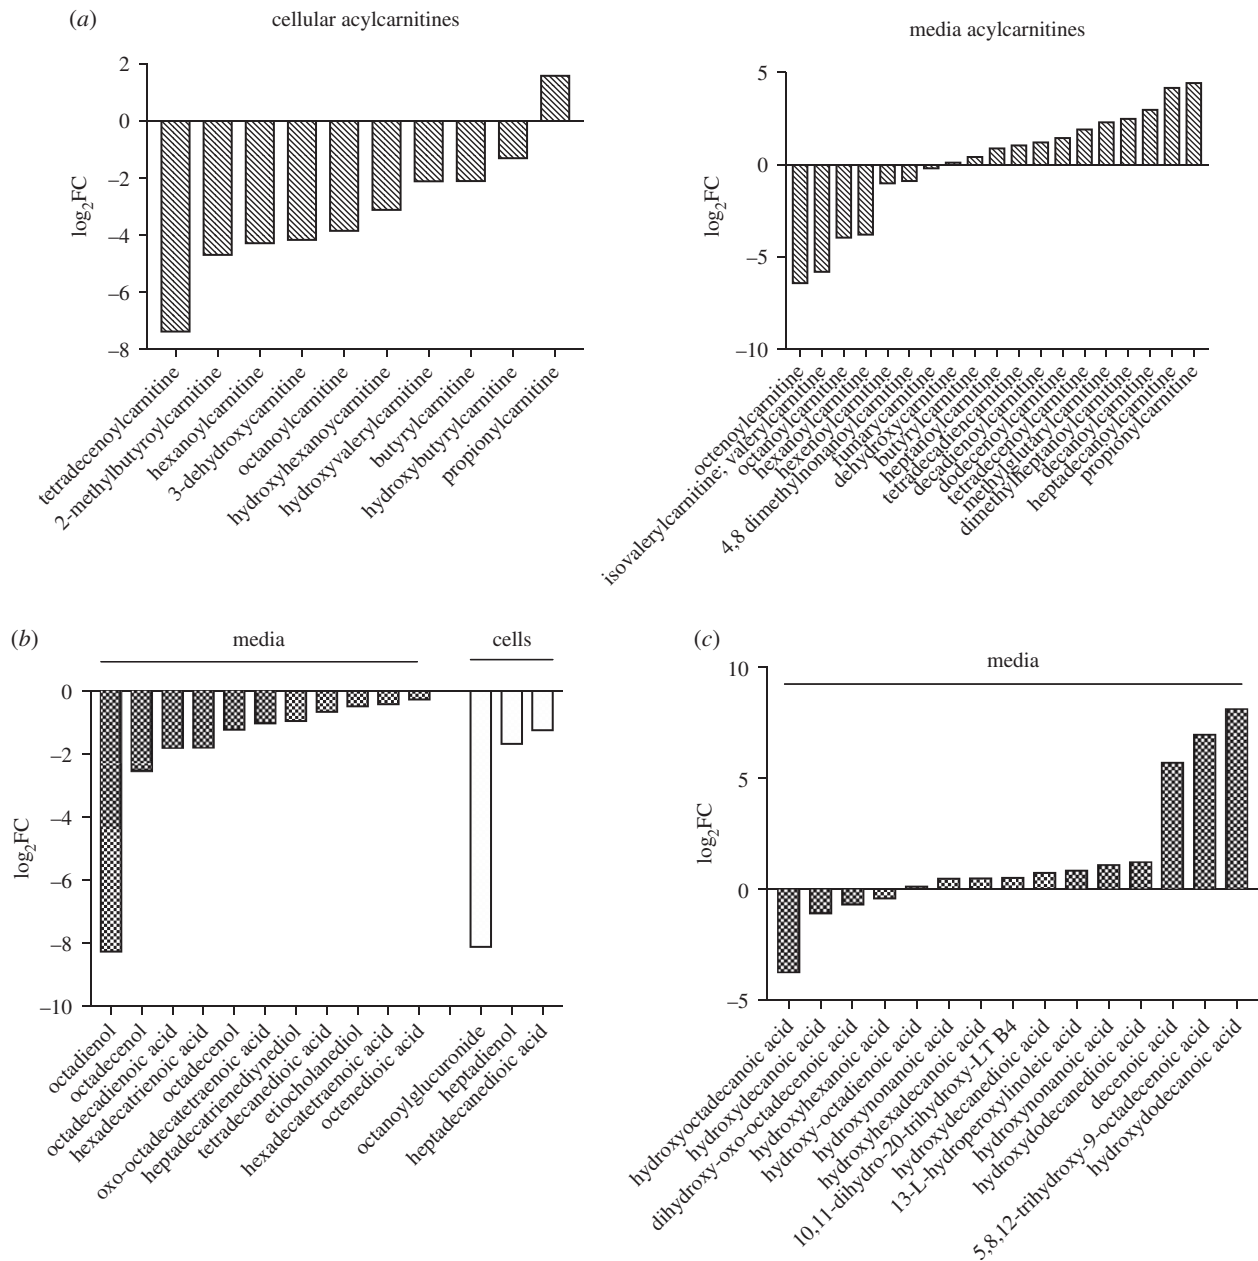 (a)
cellular acylcarnitines
log2FC
2
0
−2
−4
−6
−8
tetradecenoylcarnitine
2-methylbutyroylcarnitine
hexanoylcarnitine
3-dehydroxycarnitine
octanoylcarnitine
hydroxyhexanoycarnitine
hydroxyvalerylcarnitine
butyrylcarnitine
hydroxybutyrylcarnitine
propionylcarnitine
media acylcarnitines
log2FC
5
0
−5
−10
octenoylcarnitine
isovalerylcarnitine; valerylcarnitine
octanoylcarnitine
hexanoylcarnitine
hexenoylcarnitine
4,8 dimethylnonanoylcarnitine
fumarycarnitine
dehydroxycarnitine
butyrylcarnitine
heptanoylcarnitine
tetradecadiencarnitine
decenoylcarnitine
dodecenoylcarnitine
tetradecenoylcarnitine
methylglutarylcarnitine
dimethylheptanoylcarnitine
decanoylcarnitine
heptadecanoylcarnitine
propionylcarnitine
(b)
media
cells
log2FC
0
−2
−4
−6
−8
−10
octadienol
octadecenol
octadecadienoic acid
hexadecatrienoic acid
octadecenol
oxo-octadecatetraenoic acid
heptadecatrienediynediol
tetradecanedioic acid
etiocholanediol
hexadecatetraenoic acid
octenedioic acid
octanoylglucuronide
heptadienol
heptadecanedioic acid
(c)
media
log2FC
10
5
0
−5
hydroxyoctadecanoic acid
hydroxydecanoic acid
dihydroxy-oxo-octadecenoic acid
hydroxyhexanoic acid
hydroxy-octadienoic acid
hydroxynonanoic acid
hydroxyhexadecanoic acid
10,11-dihydro-20-trihydroxy-LT B4
hydroxydecanedioic acid
13-L-hydroperoxylinoleic acid
hydroxynonanoic acid
hydroxydodecanedioic acid
decenoic acid
5,8,12-trihydroxy-9-octadecenoic acid
hydroxydodecanoic acid